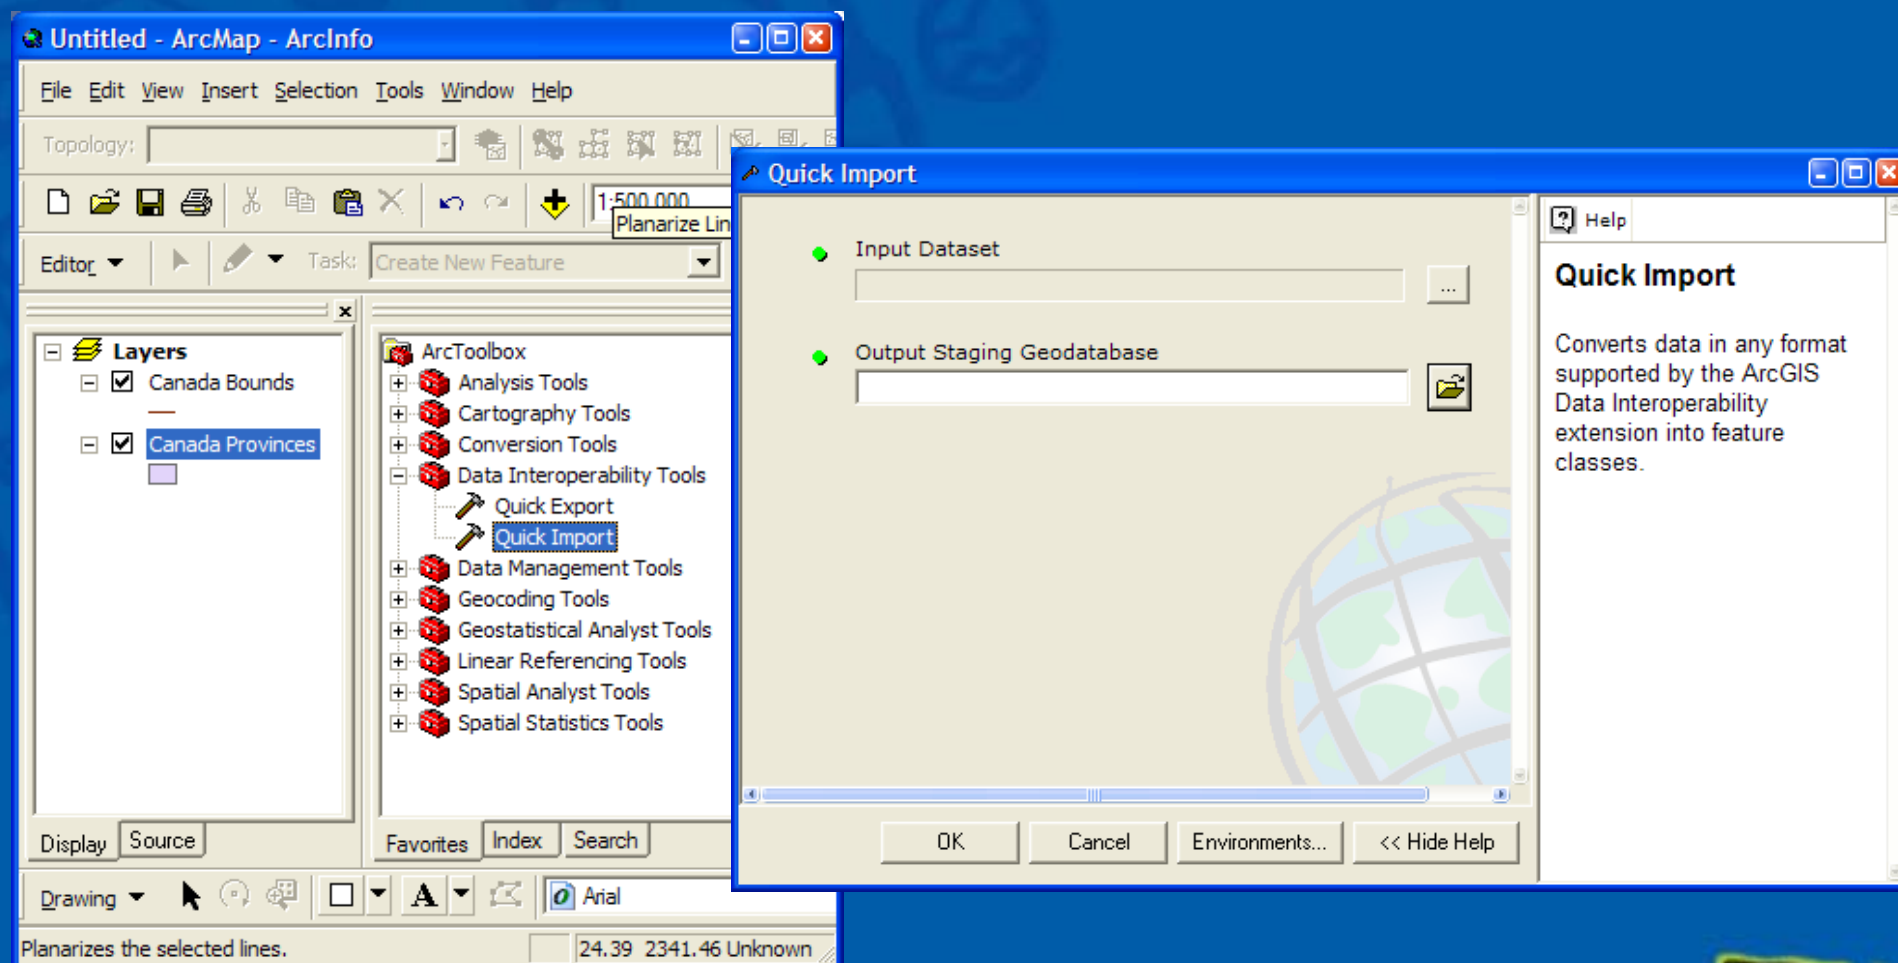 Untitled - ArcMap - ArcInfo
File Edit View Insert Selection Tools Window Help
Topology:
1:500,000
Planarize Lin
Editor Task: Create New Feature
Layers
Canada Bounds
Canada Provinces
Display Source
ArcToolbox
Analysis Tools
Cartography Tools
Conversion Tools
Data Interoperability Tools
Quick Export
Quick Import
Data Management Tools
Geocoding Tools
Geostatistical Analyst Tools
Linear Referencing Tools
Spatial Analyst Tools
Spatial Statistics Tools
Favorites Index Search
Drawing A Arial
Planarizes the selected lines. 24.39 2341.46 Unknown
Quick Import
Input Dataset
...
Output Staging Geodatabase
OK Cancel Environments... << Hide Help
Help
Quick Import
Converts data in any format
supported by the ArcGIS
Data Interoperability
extension into feature
classes.